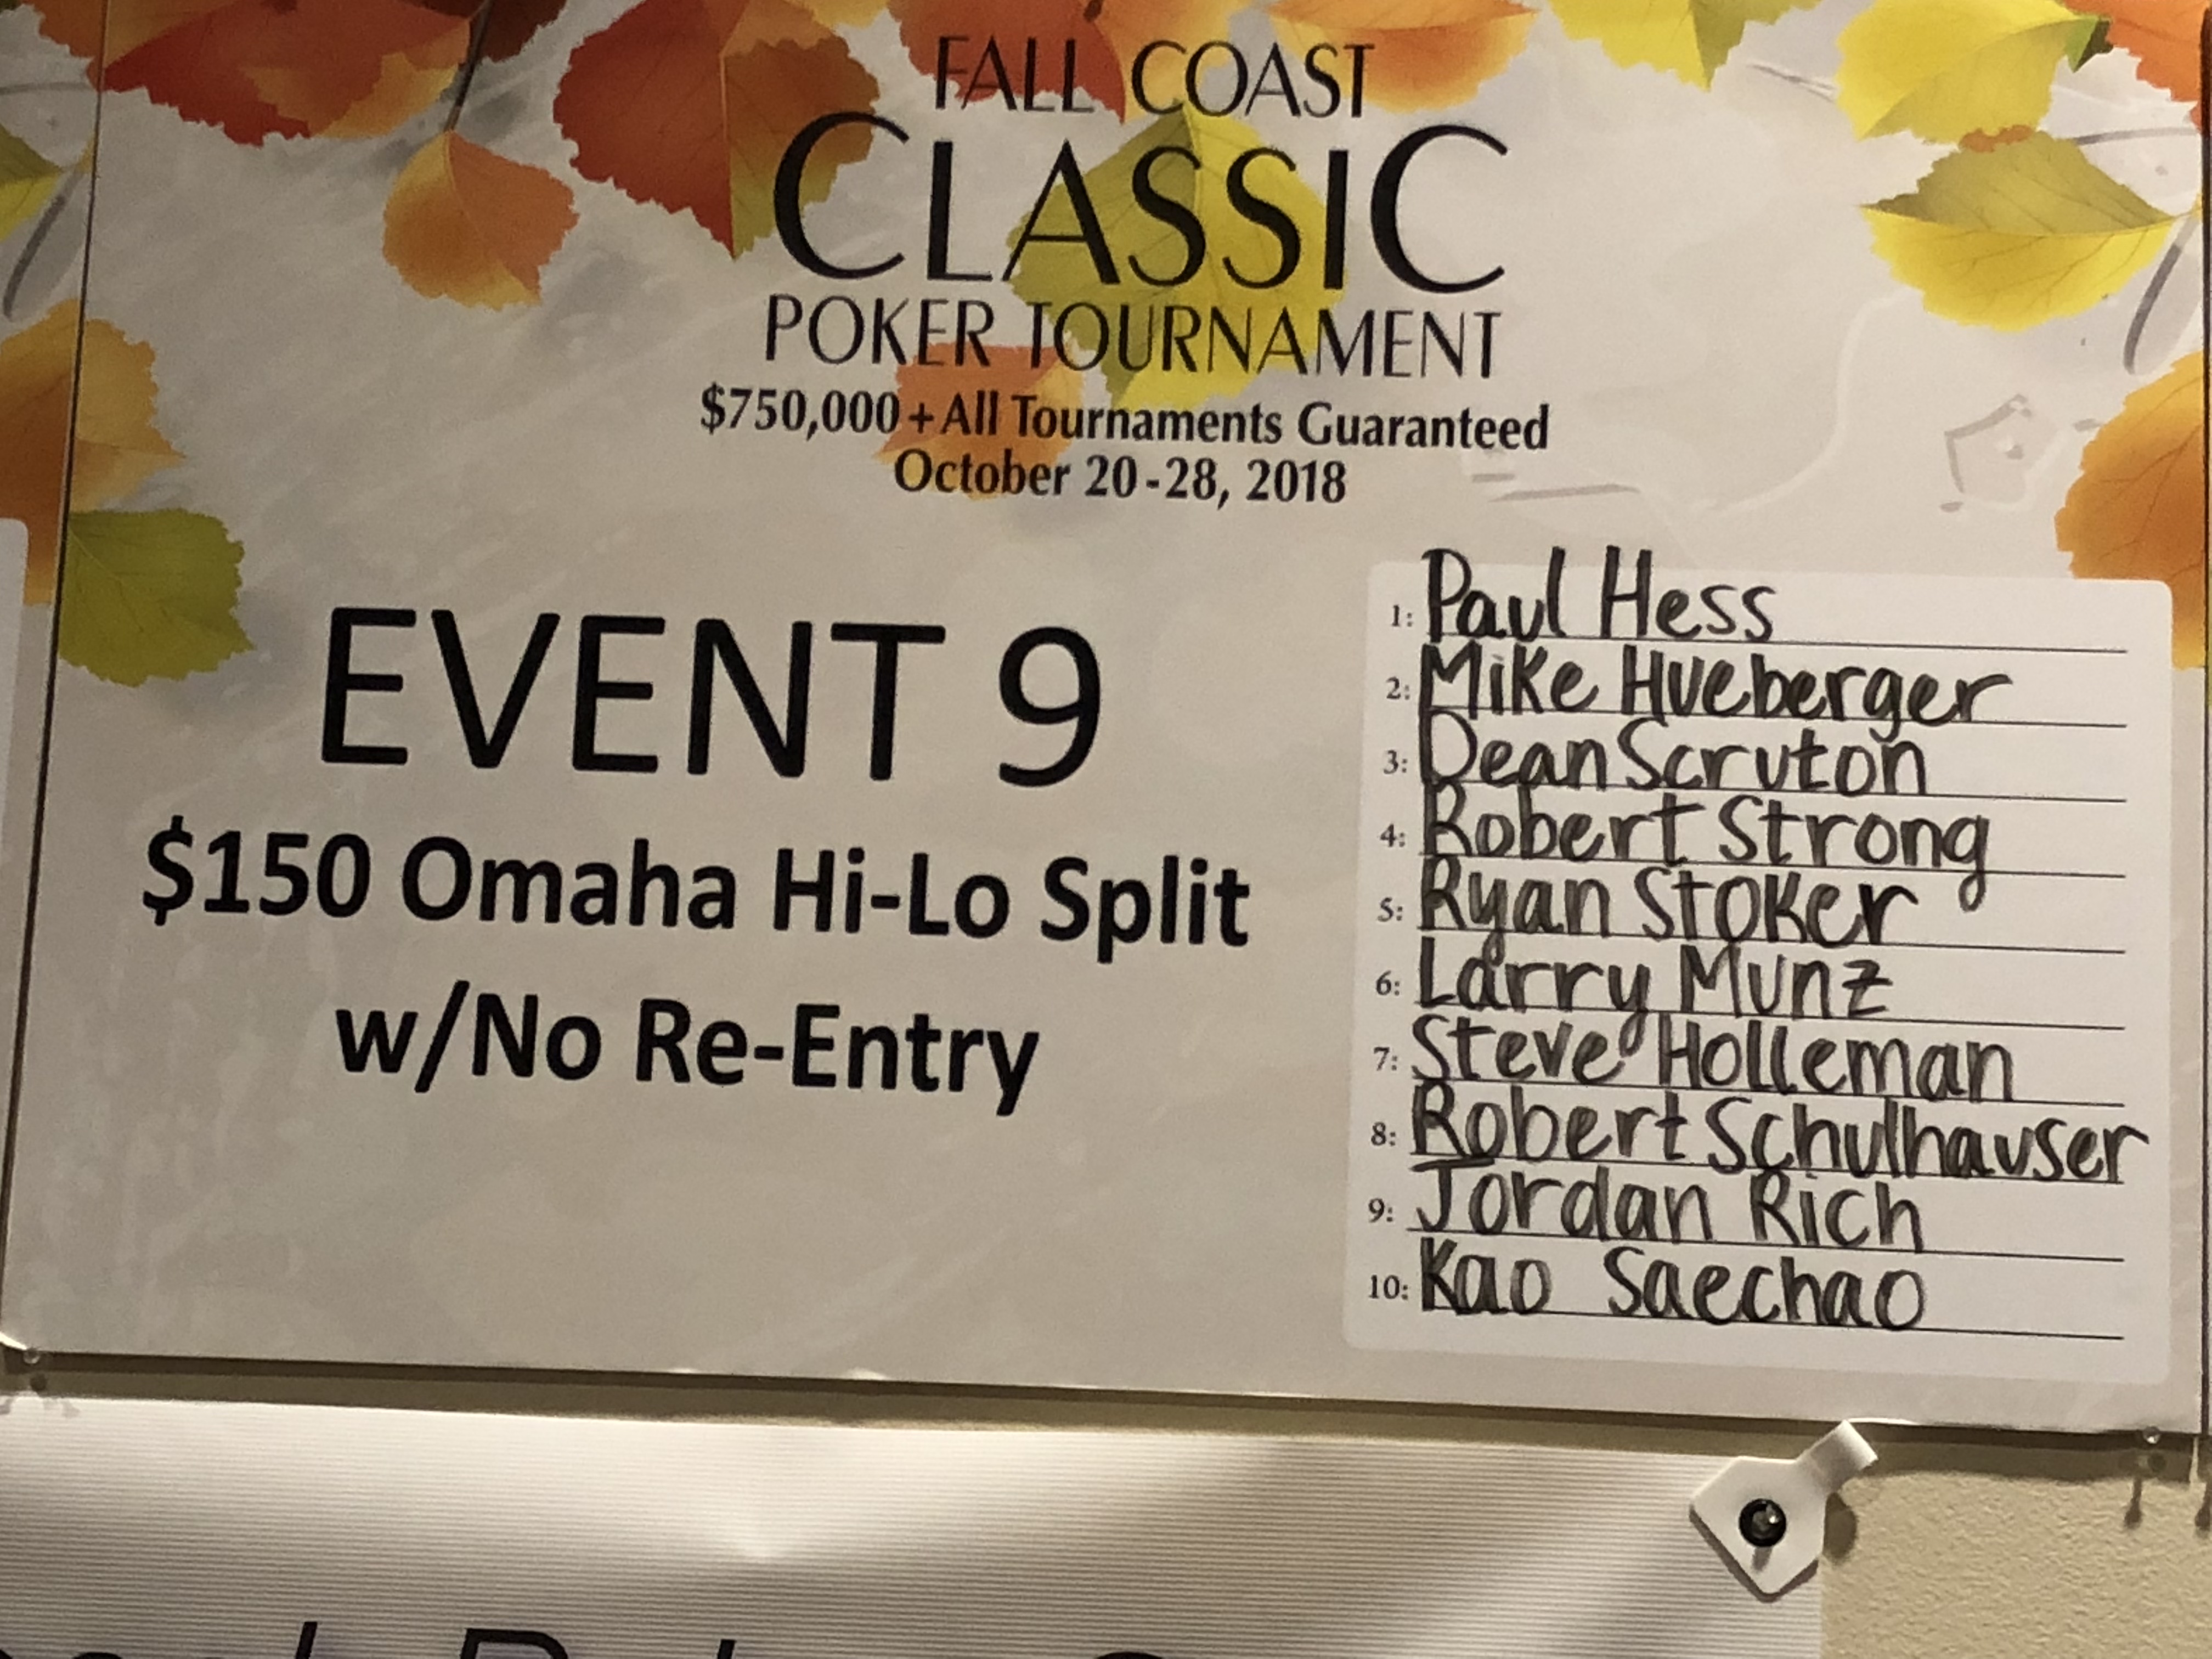 FALL COAST
CLASSIC
POKER TOURNAMENT
$750,000 + All Tournaments Guaranteed
October 20-28, 2018
EVENT 9
$150 Omaha Hi-Lo Split
w/No Re-Entry
1: Paul Hess
2: Mike Hueberger
3: Dean Scruton
4: Robert Strong
5: Ryan Stoker
6: Larry Munz
7: Steve Holleman
8: Robert Schulhauser
9: Jordan Rich
10: Kao Saechao